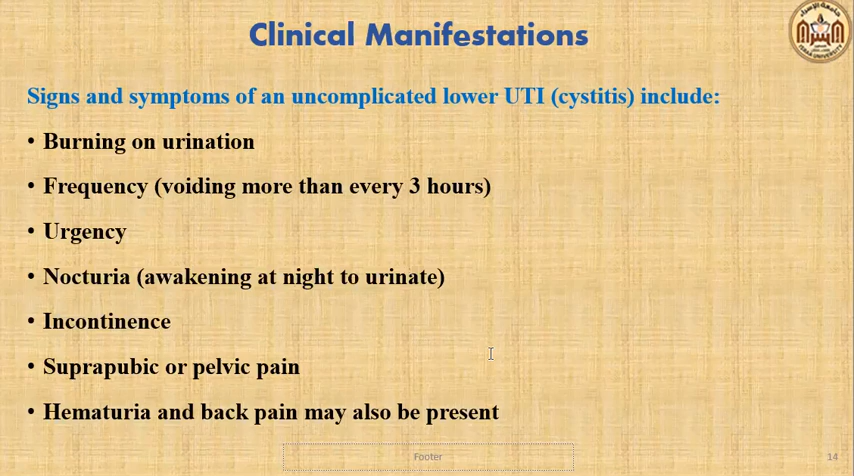 Clinical Manifestations
Signs and symptoms of an uncomplicated lower UTI (cystitis) include:
• Burning on urination
• Frequency (voiding more than every 3 hours)
• Urgency
• Nocturia (awakening at night to urinate)
• Incontinence
• Suprapubic or pelvic pain
• Hematuria and back pain may also be present
Footer
14